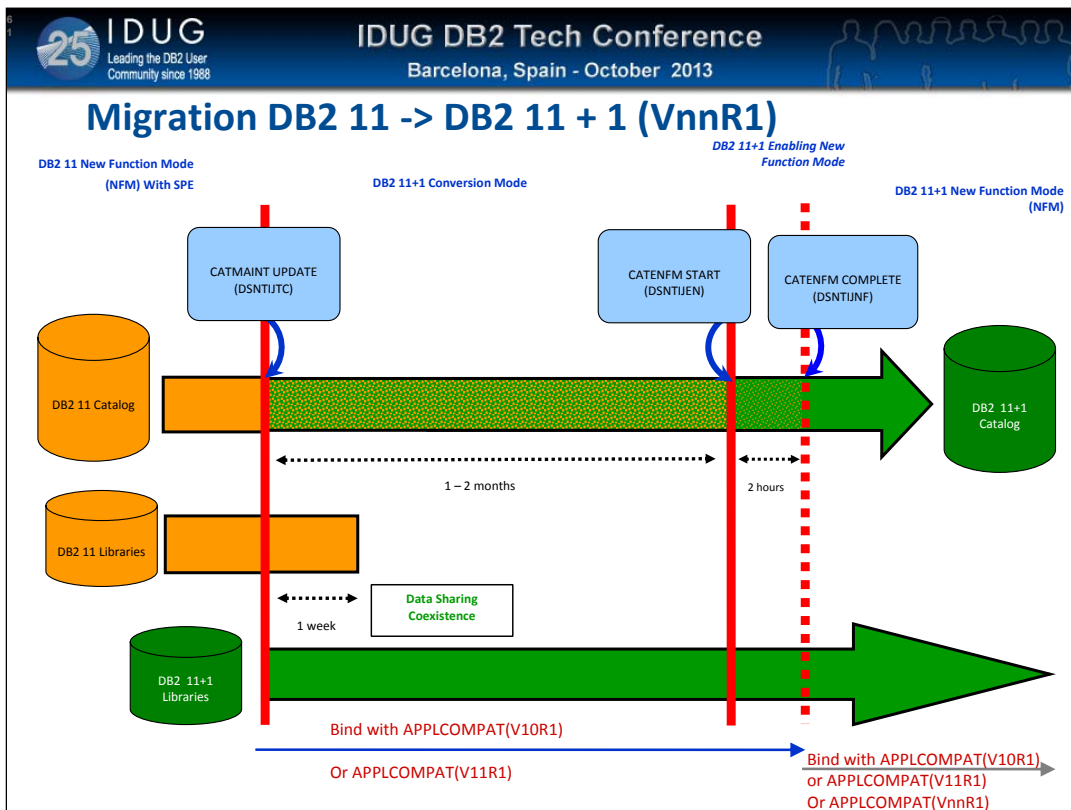 6
1
25
IDUG
Leading the DB2 User
Community since 1988
IDUG DB2 Tech Conference
Barcelona, Spain - October 2013
Migration DB2 11 -> DB2 11 + 1 (VnnR1)
DB2 11 New Function Mode
(NFM) With SPE
DB2 11+1 Conversion Mode
DB2 11+1 Enabling New
Function Mode
DB2 11+1 New Function Mode
(NFM)
CATMAINT UPDATE
(DSNTIJTC)
CATENFM START
(DSNTIJEN)
CATENFM COMPLETE
(DSNTIJNF)
DB2 11 Catalog
DB2 11+1
Catalog
1 – 2 months
2 hours
DB2 11 Libraries
1 week
Data Sharing
Coexistence
DB2 11+1
Libraries
Bind with APPLCOMPAT(V10R1)
Or APPLCOMPAT(V11R1)
Bind with APPLCOMPAT(V10R1)
or APPLCOMPAT(V11R1)
Or APPLCOMPAT(VnnR1)